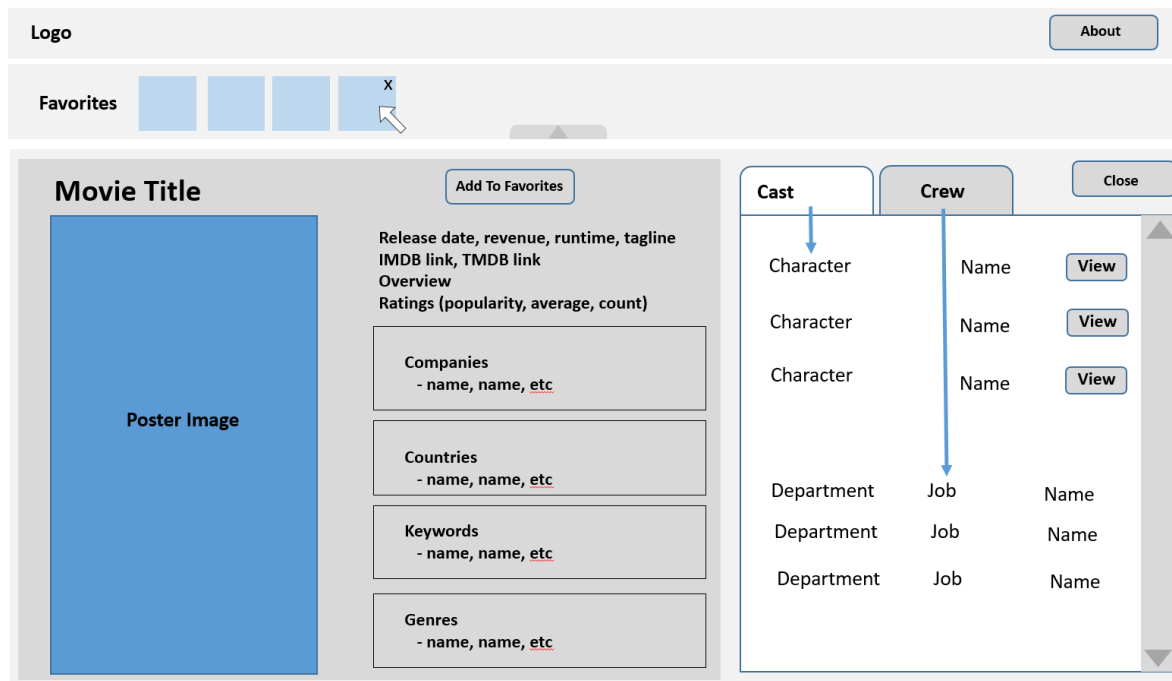 Logo
About
Favorites
X
Movie Title
Add To Favorites
Release date, revenue, runtime, tagline
IMDB link, TMDB link
Overview
Ratings (popularity, average, count)
Poster Image
Companies
- name, name, etc
Countries
- name, name, etc
Keywords
- name, name, etc
Genres
- name, name, etc
Cast
Crew
Close
Character Name View
Character Name View
Character Name View
Department Job Name
Department Job Name
Department Job Name